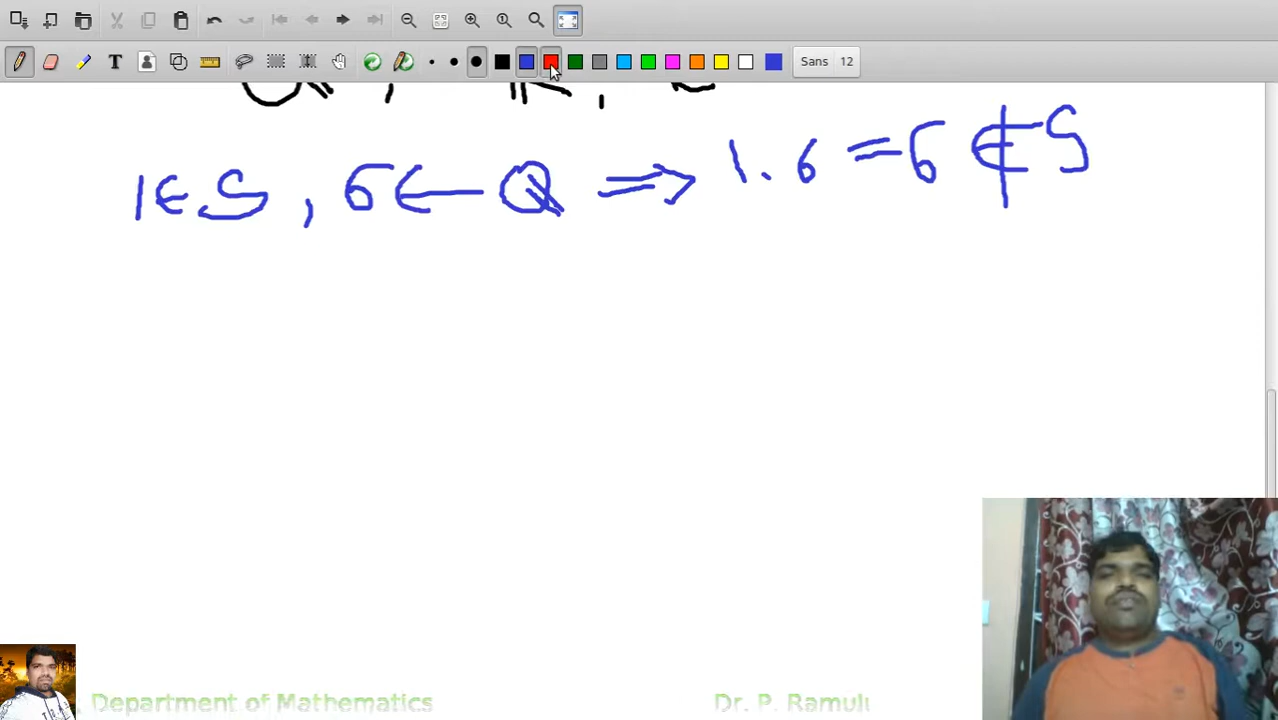 T Sans 12
1 ∈ S , 6 ∈ Q ⇒ 1 . 6 = 6 ∉ S
Department of Mathematics Dr. P. Ramulu